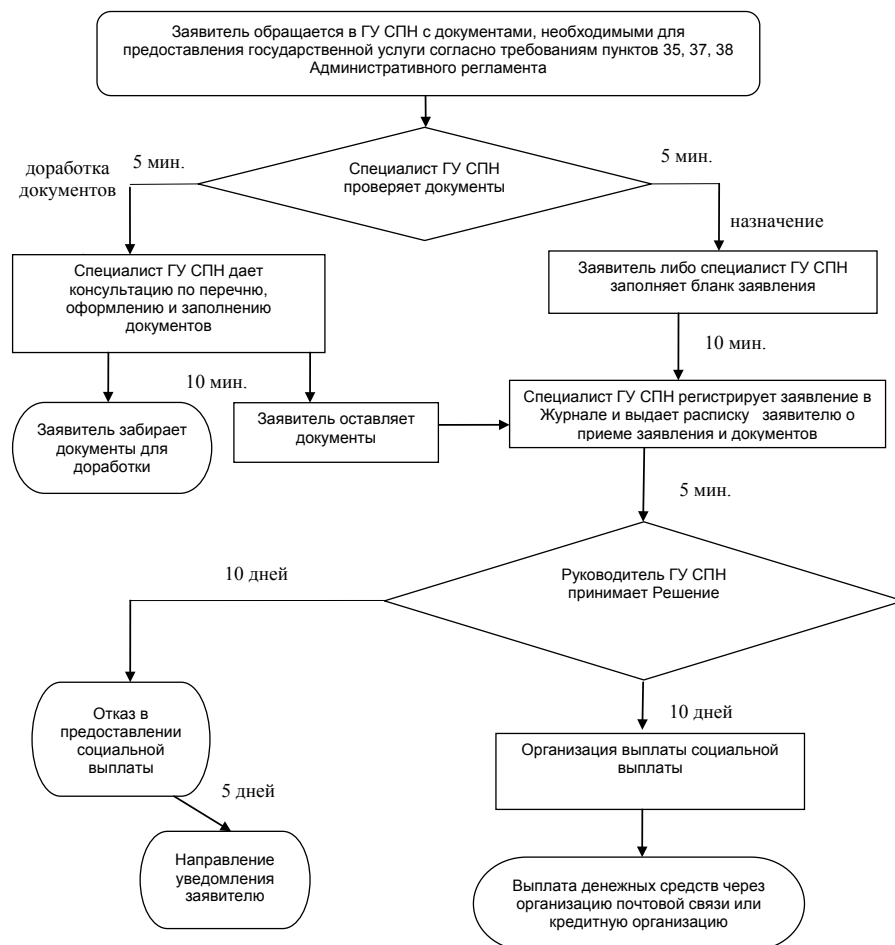 Заявитель обращается в ГУ СПН с документами, необходимыми для
предоставления государственной услуги согласно требованиям пунктов 35, 37, 38
Административного регламента
доработка
документов
5 мин.
Специалист ГУ СПН
проверяет документы
5 мин.
назначение
Специалист ГУ СПН дает
консультацию по перечню,
оформлению и заполнению
документов
Заявитель либо специалист ГУ СПН
заполняет бланк заявления
10 мин.
10 мин.
Заявитель забирает
документы для
доработки
Заявитель оставляет
документы
Специалист ГУ СПН регистрирует заявление в
Журнале и выдает расписку заявителю о
приеме заявления и документов
5 мин.
10 дней
Руководитель ГУ СПН
принимает Решение
Отказ в
предоставлении
социальной
выплаты
10 дней
Организация выплаты социальной
выплаты
5 дней
Направление
уведомления
заявителю
Выплата денежных средств через
организацию почтовой связи или
кредитную организацию